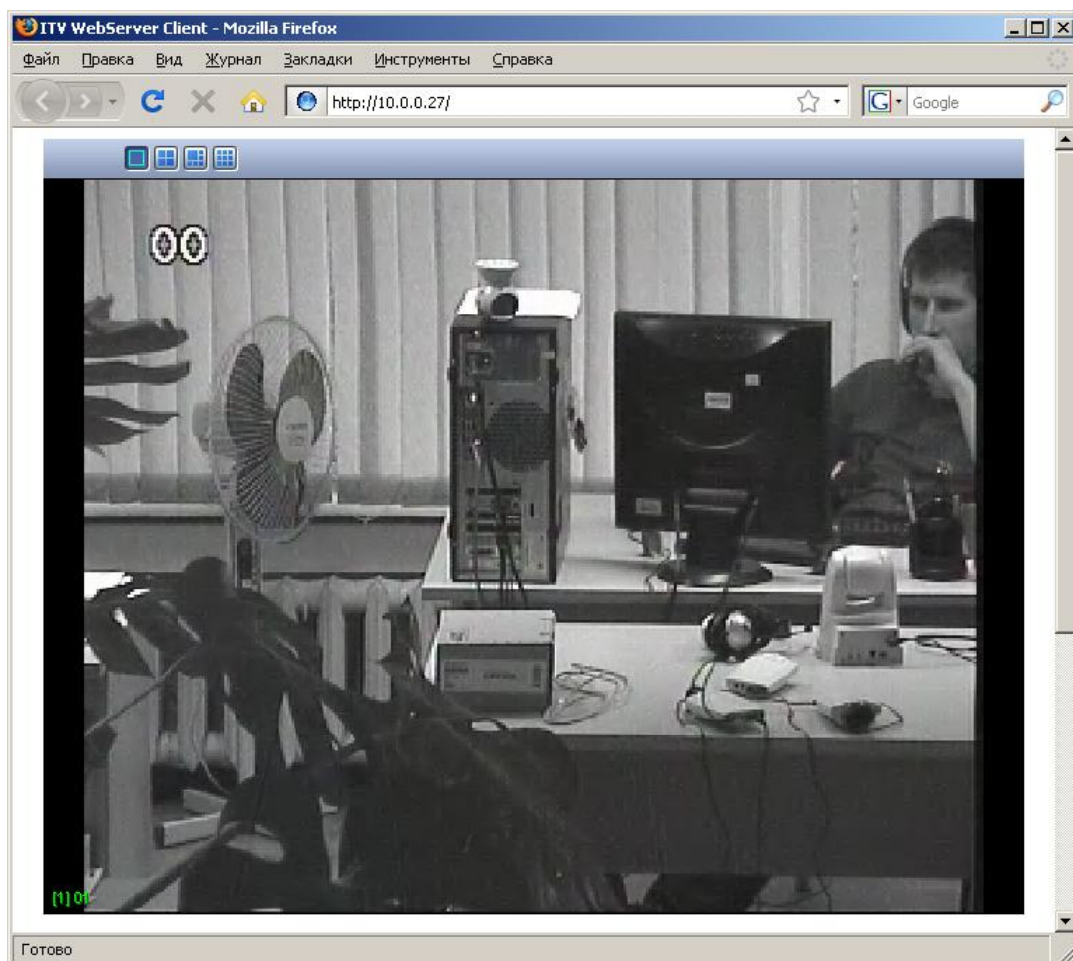 ITV WebServer Client - Mozilla Firefox
Файл Правка Вид Журнал Закладки Инструменты Справка
http://10.0.0.27/
G Google
00
[1] 01
Готово